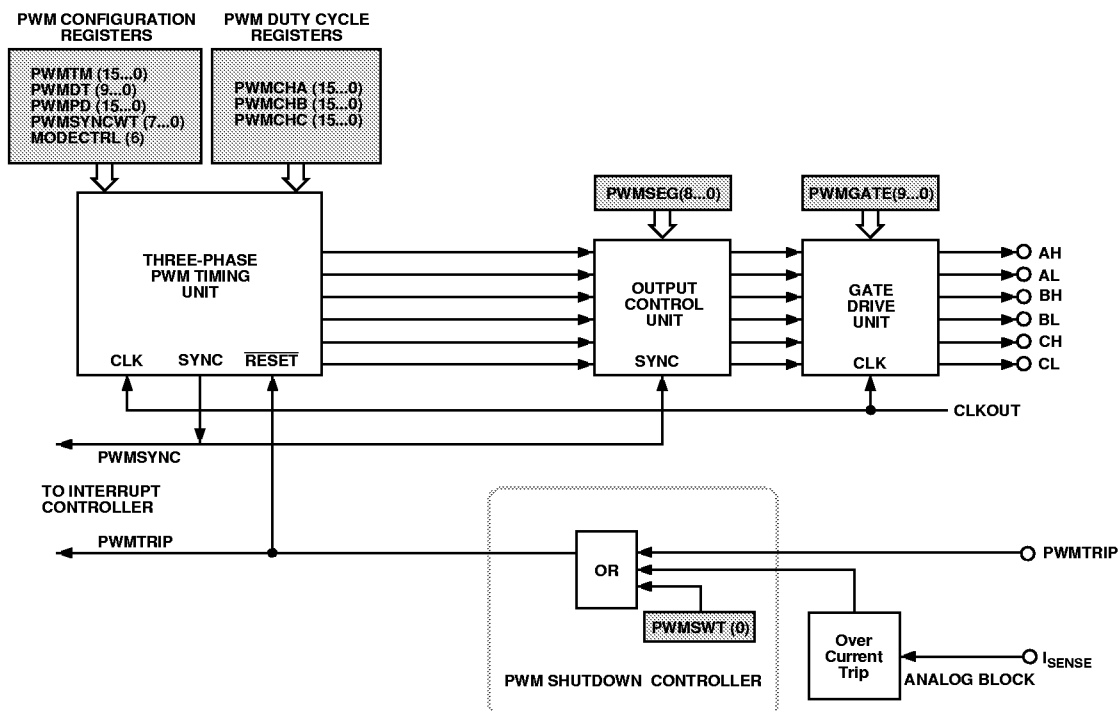 PWM CONFIGURATION
REGISTERS
PWM DUTY CYCLE
REGISTERS
PWMTM (15...0)
PWMDT (9...0)
PWMPD (15...0)
PWMSYNCWT (7...0)
MODECTRL (6)
PWMCHA (15...0)
PWMCHB (15...0)
PWMCHC (15...0)
PWMSEG(8...0)
PWMGATE(9...0)
THREE-PHASE
PWM TIMING
UNIT
CLK
SYNC
RESET
OUTPUT
CONTROL
UNIT
SYNC
GATE
DRIVE
UNIT
CLK
AH
AL
BH
BL
CH
CL
CLKOUT
PWMSYNC
TO INTERRUPT
CONTROLLER
PWMTRIP
OR
PWMTRIP
PWMSWT (0)
Over
Current
Trip
ISENSE
ANALOG BLOCK
PWM SHUTDOWN CONTROLLER